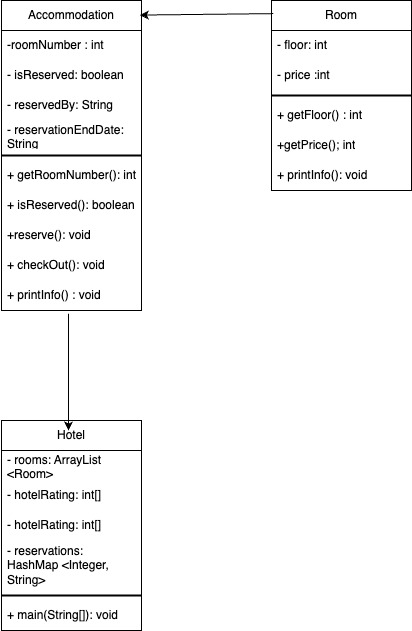 Accommodation
-roomNumber : int
- isReserved: boolean
- reservedBy: String
- reservationEndDate:
String
+ getRoomNumber(): int
+ isReserved(): boolean
+reserve(): void
+ checkOut(): void
+ printInfo() : void
Room
- floor: int
- price :int
+ getFloor() : int
+getPrice(); int
+ printInfo(): void
Hotel
- rooms: ArrayList
<Room>
- hotelRating: int[]
- hotelRating: int[]
- reservations:
HashMap <Integer,
String>
+ main(String[]): void